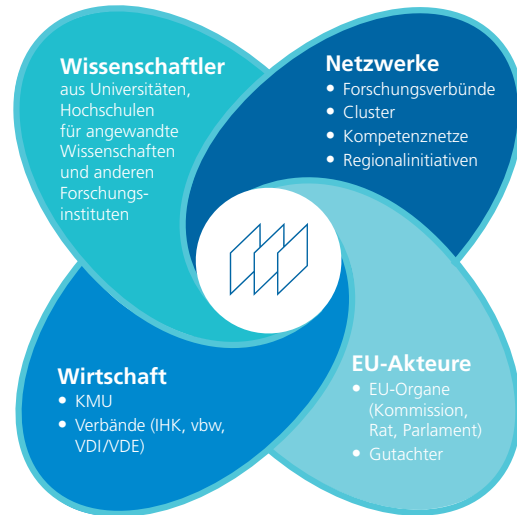 Wissenschaftler
aus Universitäten,
Hochschulen
für angewandte
Wissenschaften
und anderen
Forschungs-
instituten
Netzwerke
• Forschungsverbünde
• Cluster
• Kompetenznetze
• Regionalinitiativen
Wirtschaft
• KMU
• Verbände (IHK, vbw,
VDI/VDE)
EU-Akteure
• EU-Organe
(Kommission,
Rat, Parlament)
• Gutachter